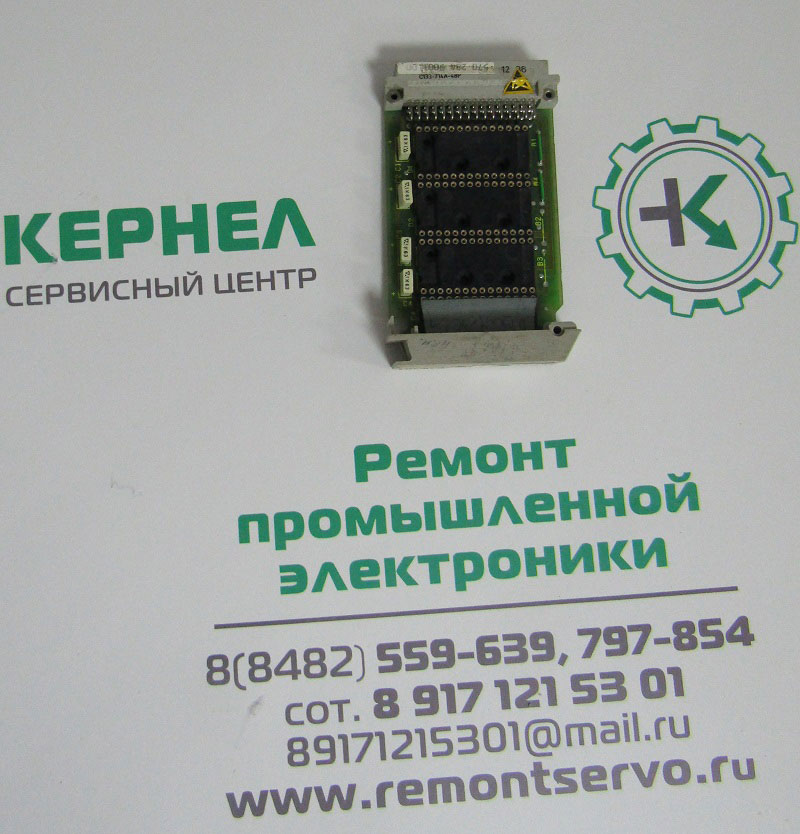 12
КЕРНЕЛ
СЕРВИСНЫЙ ЦЕНТР
Ремонт
промышленной
электроники
8(8482) 559-639, 797-854
сот. 8 917 121 53 01
89171215301@mail.ru
www.remontservo.ru